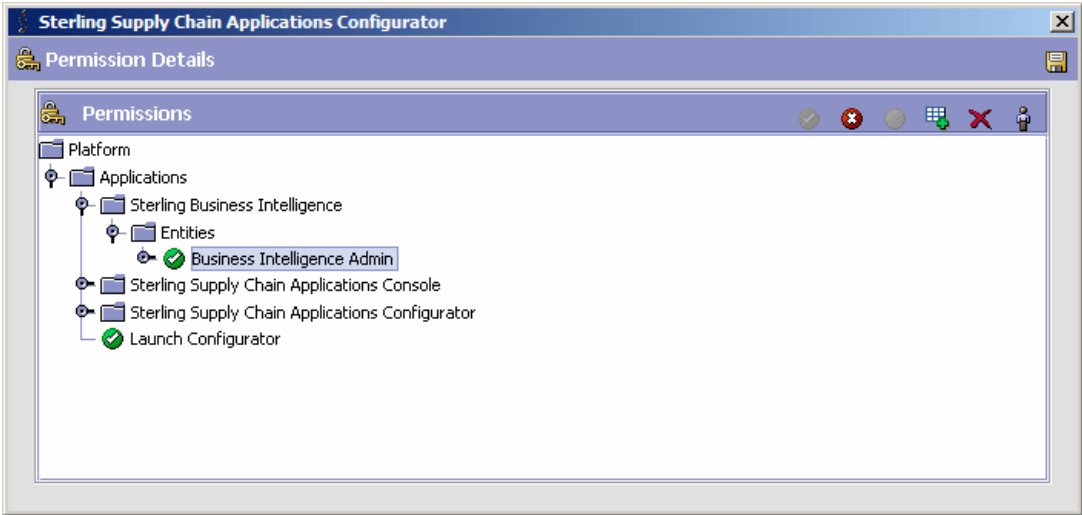 Sterling Supply Chain Applications Configurator
Permission Details
Permissions
Platform
Applications
Sterling Business Intelligence
Entities
Business Intelligence Admin
Sterling Supply Chain Applications Console
Sterling Supply Chain Applications Configurator
Launch Configurator